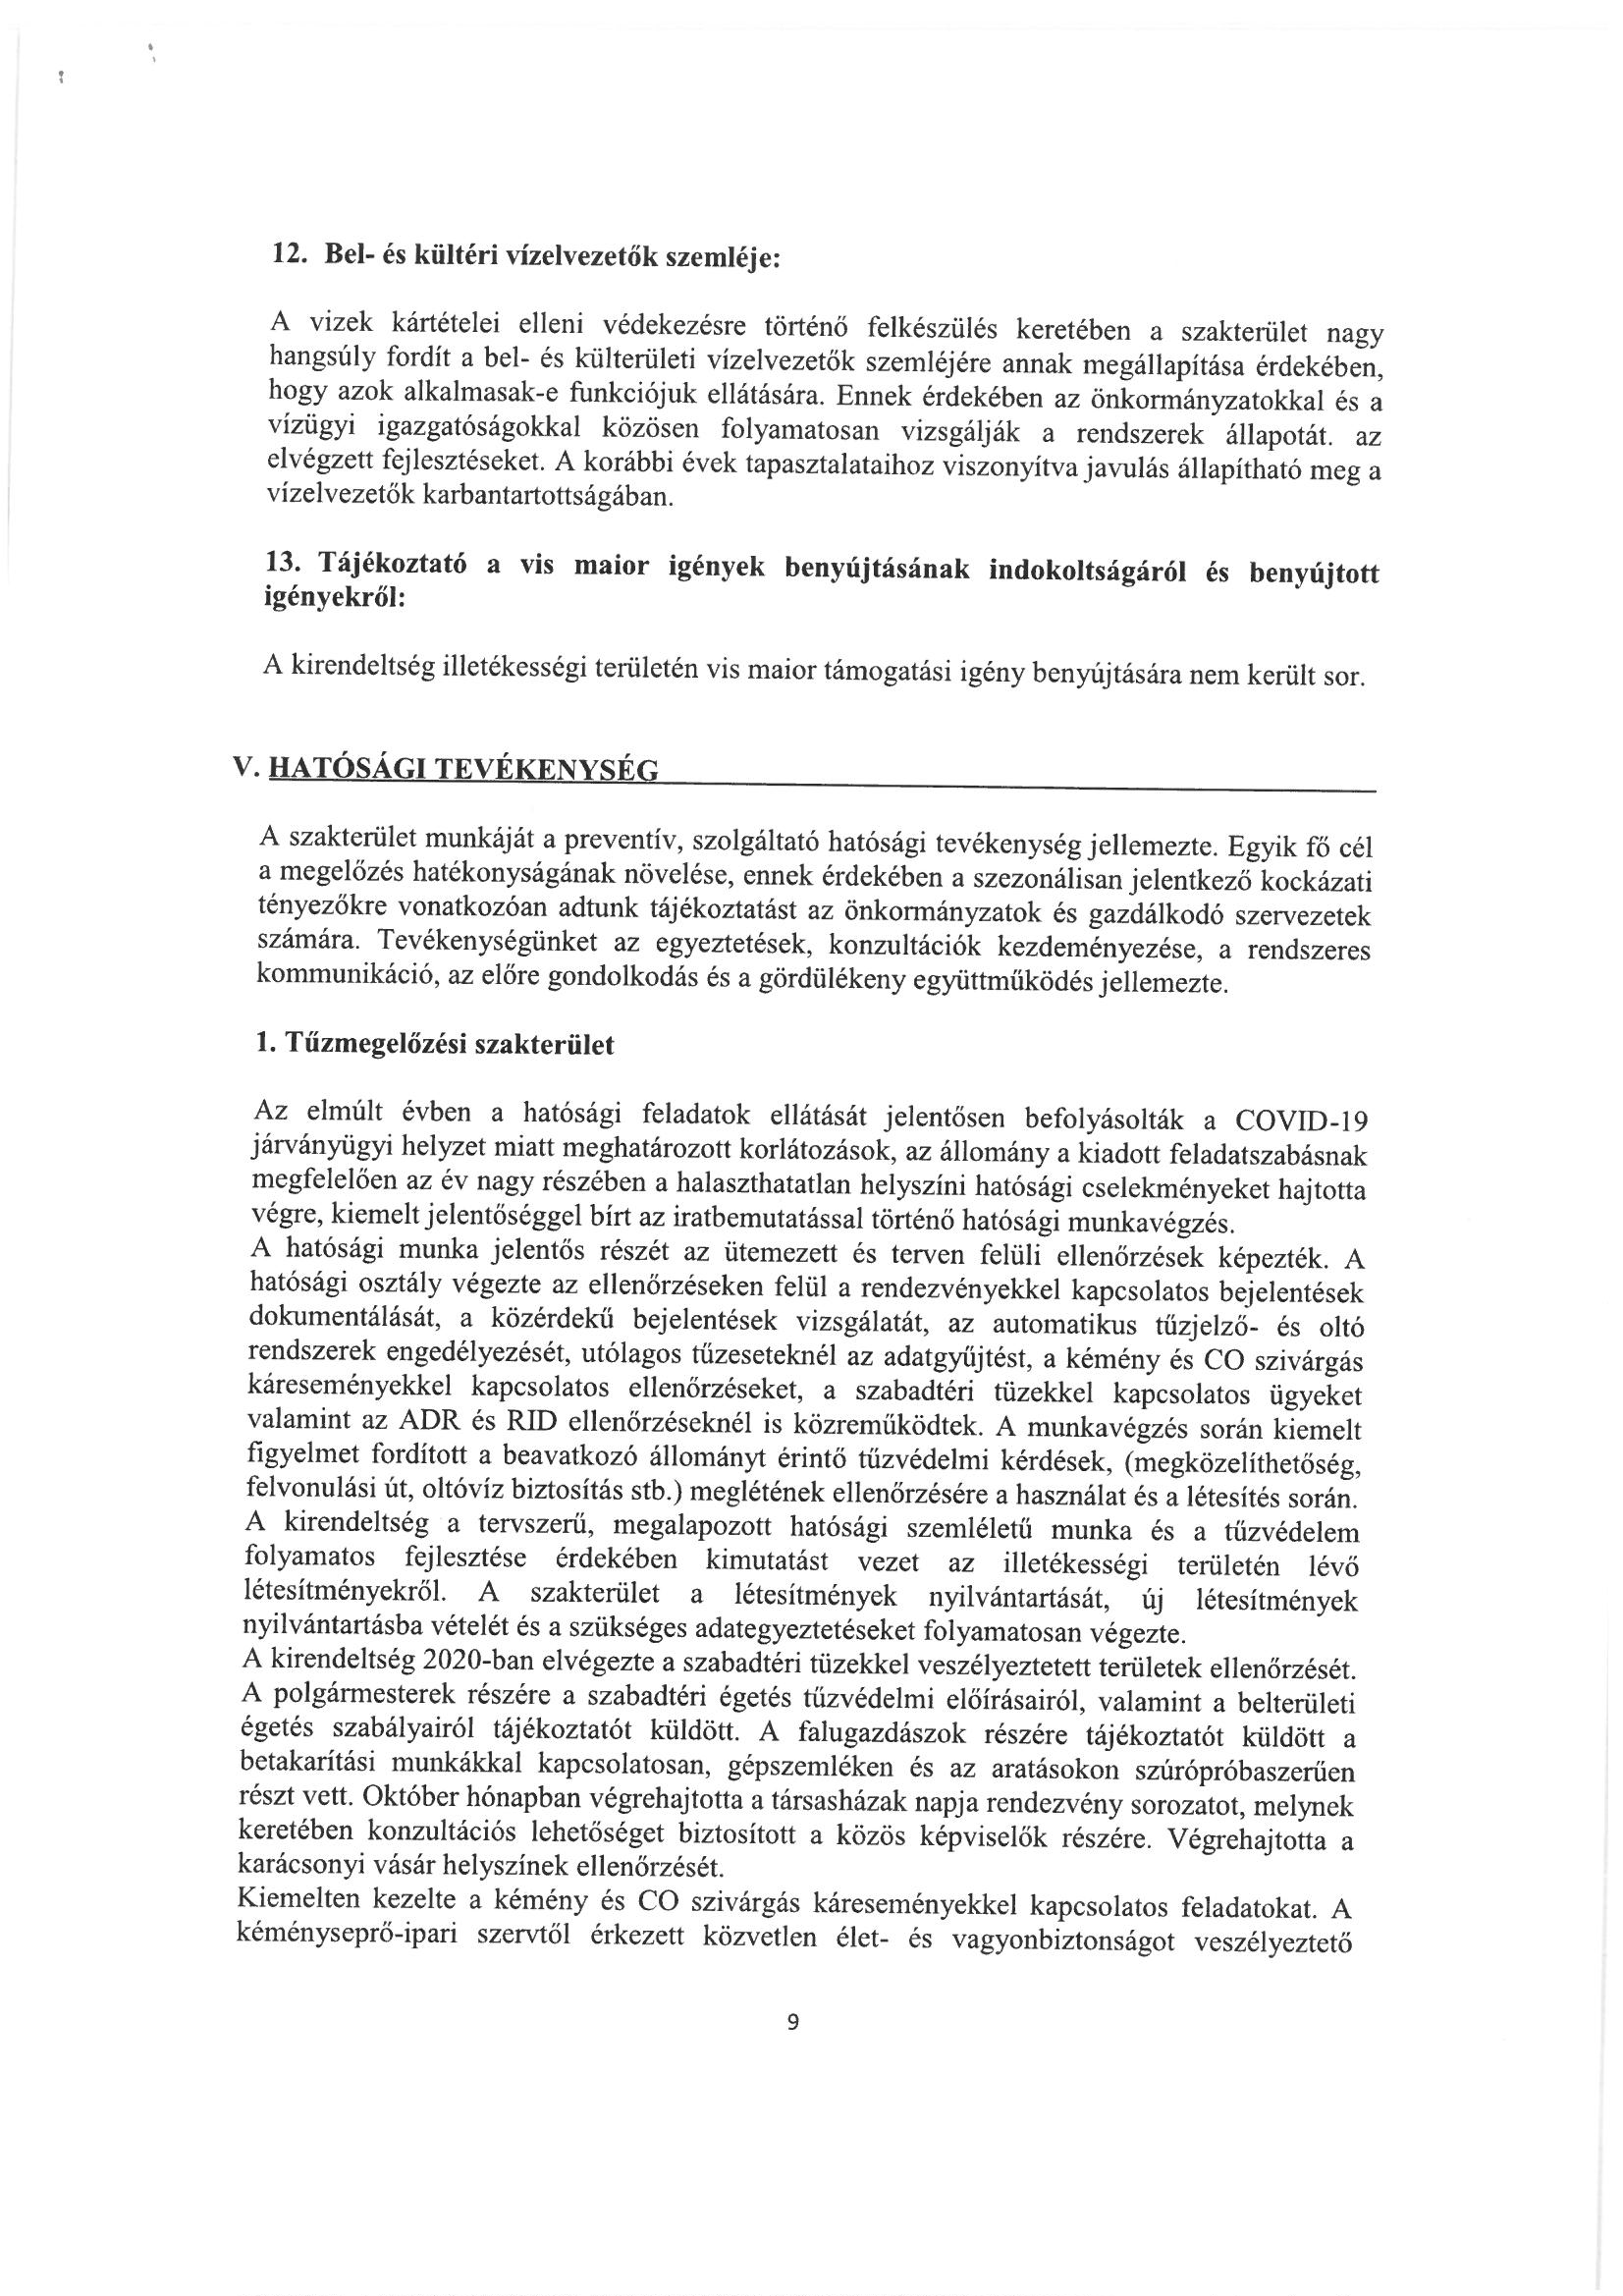 12. Bel- és kültéri vízelvezetők szemléje:
A vizek kártételei elleni védekezésre történő felkészülés keretében a szakterület nagy
hangsúly fordít a bel- és külterületi vízelvezetők szemléjére annak megállapítása érdekében,
hogy azok alkalmasak-e funkciójuk ellátására. Ennek érdekében az önkormányzatokkal és a
vízügyi igazgatóságokkal közösen folyamatosan vizsgálják a rendszerek állapotát. az
elvégzett fejlesztéseket. A korábbi évek tapasztalataihoz viszonyítva javulás állapítható meg a
vízelvezetők karbantartottságában.
13. Tájékoztató a vis maior igények benyújtásának indokoltságáról és benyújtott
igényekről:
A kirendeltség illetékességi területén vis maior támogatási igény benyújtására nem került sor.
V. HATÓSÁGI TEVÉKENYSÉG
A szakterület munkáját a preventív, szolgáltató hatósági tevékenység jellemezte. Egyik fő cél
a megelőzés hatékonyságának növelése, ennek érdekében a szezonálisan jelentkező kockázati
tényezőkre vonatkozóan adtunk tájékoztatást az önkormányzatok és gazdálkodó szervezetek
számára. Tevékenységünket az egyeztetések, konzultációk kezdeményezése, a rendszeres
kommunikáció, az előre gondolkodás és a gördülékeny együttműködés jellemezte.
1. Tűzmegelőzési szakterület
Az elmúlt évben a hatósági feladatok ellátását jelentősen befolyásolták a COVID-19
járványügyi helyzet miatt meghatározott korlátozások, az állomány a kiadott feladatszabásnak
megfelelően az év nagy részében a halaszthatatlan helyszíni hatósági cselekményeket hajtotta
végre, kiemelt jelentőséggel bírt az iratbemutatással történő hatósági munkavégzés.
A hatósági munka jelentős részét az ütemezett és terven felüli ellenőrzések képezték. A
hatósági osztály végezte az ellenőrzéseken felül a rendezvényekkel kapcsolatos bejelentések
dokumentálását, a közérdekű bejelentések vizsgálatát, az automatikus tűzjelző- és oltó
rendszerek engedélyezését, utólagos tűzeseteknél az adatgyűjtést, a kémény és CO szivárgás
káreseményekkel kapcsolatos ellenőrzéseket, a szabadtéri tüzekkel kapcsolatos ügyeket
valamint az ADR és RID ellenőrzéseknél is közreműködtek. A munkavégzés során kiemelt
figyelmet fordított a beavatkozó állományt érintő tűzvédelmi kérdések, (megközelíthetőség,
felvonulási út, oltóvíz biztosítás stb.) meglétének ellenőrzésére a használat és a létesítés során.
A kirendeltség a tervszerű, megalapozott hatósági szemléletű munka és a tűzvédelem
folyamatos fejlesztése érdekében kimutatást vezet az illetékességi területén lévő
létesítményekről. A szakterület a létesítmények nyilvántartását, új létesítmények
nyilvántartásba vételét és a szükséges adategyeztetéseket folyamatosan végezte.
A kirendeltség 2020-ban elvégezte a szabadtéri tüzekkel veszélyeztetett területek ellenőrzését.
A polgármesterek részére a szabadtéri égetés tűzvédelmi előírásairól, valamint a belterületi
égetés szabályairól tájékoztatót küldött. A falugazdászok részére tájékoztatót küldött a
betakarítási munkákkal kapcsolatosan, gépszemléken és az aratásokon szúrópróbaszerűen
részt vett. Október hónapban végrehajtotta a társasházak napja rendezvény sorozatot, melynek
keretében konzultációs lehetőséget biztosított a közös képviselők részére. Végrehajtotta a
karácsonyi vásár helyszínek ellenőrzését.
Kiemelten kezelte a kémény és CO szivárgás káreseményekkel kapcsolatos feladatokat. A
kéményseprő-ipari szervtől érkezett közvetlen élet- és vagyonbiztonságot veszélyeztető
9